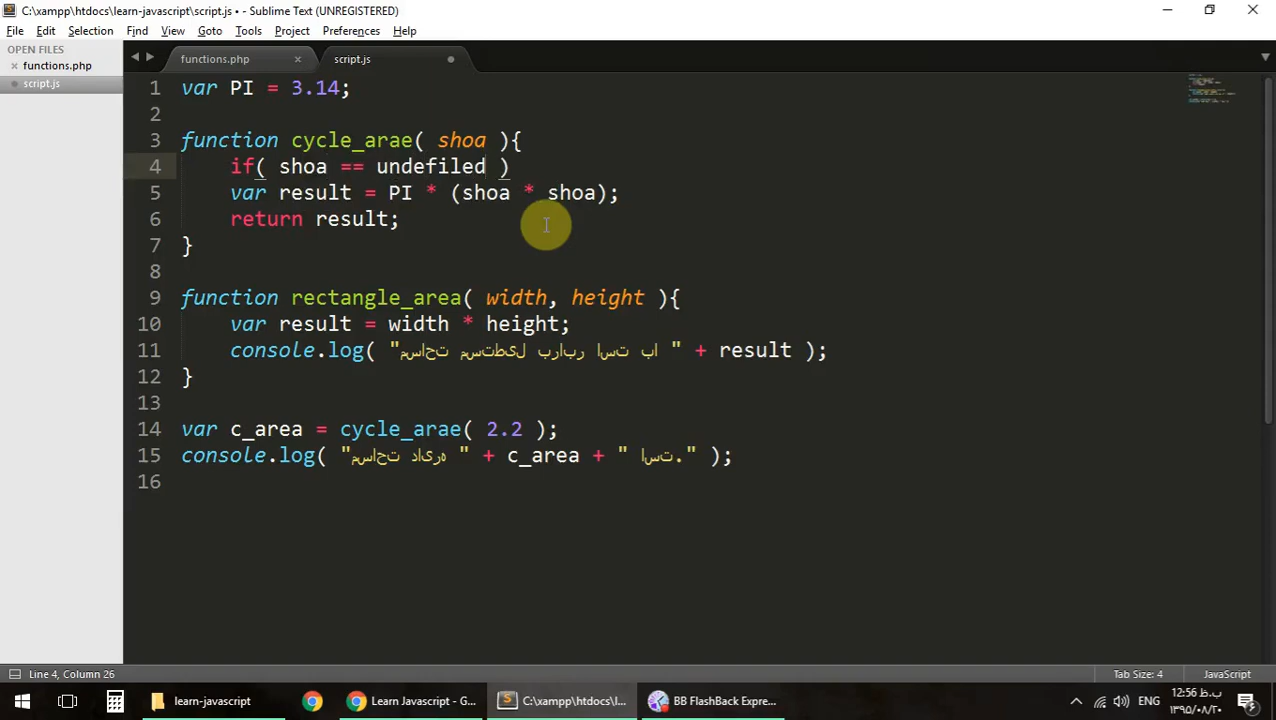 C:\xampp\htdocs\learn-javascript\script.js • - Sublime Text (UNREGISTERED)
File Edit Selection Find View Goto Tools Project Preferences Help
OPEN FILES
functions.php
script.js
functions.php script.js
1 var PI = 3.14;
2
3 function cycle_arae( shoa ){
4 if( shoa == undefiled )
5 var result = PI * (shoa * shoa);
6 return result;
7 }
8
9 function rectangle_area( width, height ){
10 var result = width * height;
11 console.log( "مساحت مستطیل برابر است با " + result );
12 }
13
14 var c_area = cycle_arae( 2.2 );
15 console.log( "مساحت دایره " + c_area + " است." );
16
Line 4, Column 26 Tab Size: 4 JavaScript
learn-javascript Learn Javascript - G... C:\xampp\htdocs\l... BB FlashBack Expre... ENG 12:56 ب.ظ
۱۳۹۵/۰۸/۲۰